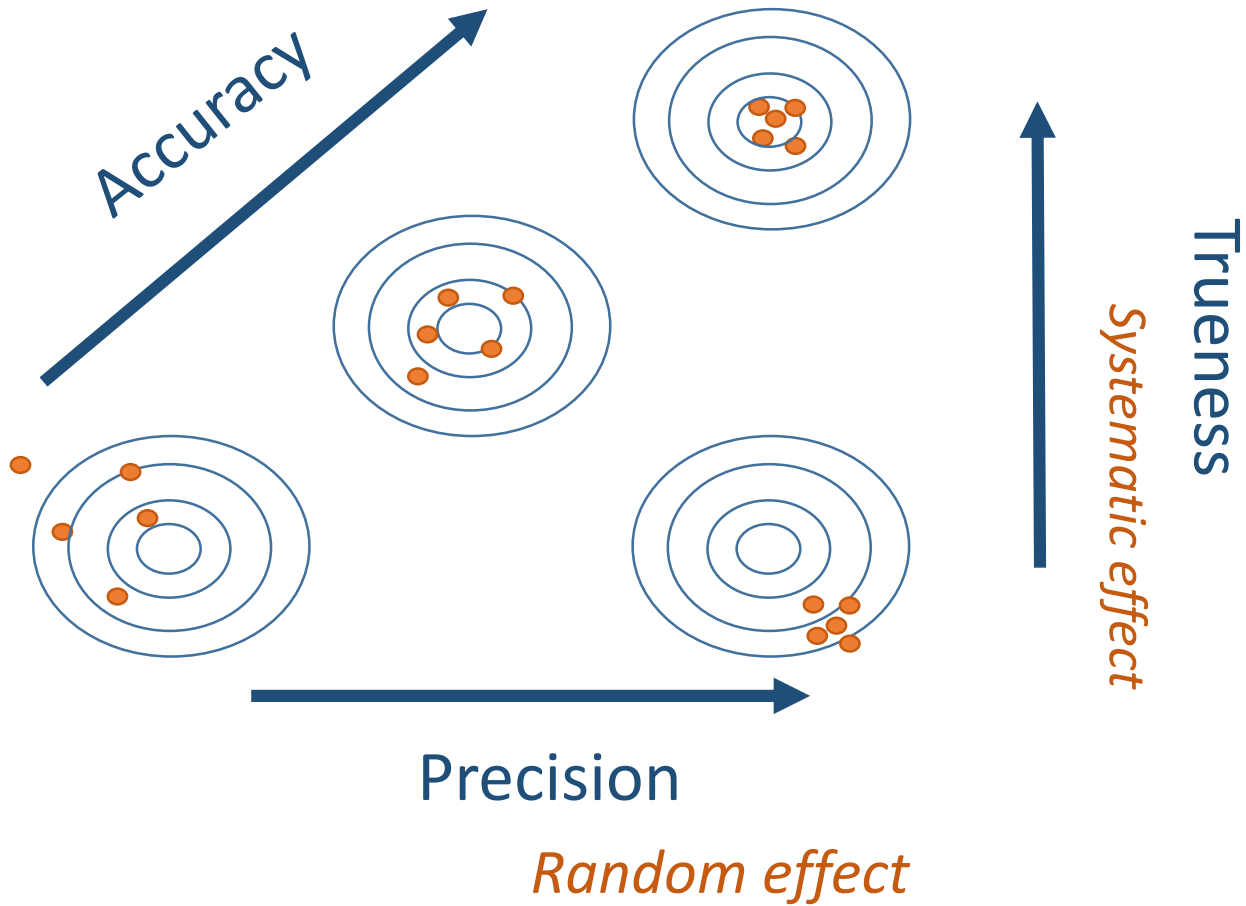 Accuracy
Trueness
Systematic effect
Precision
Random effect